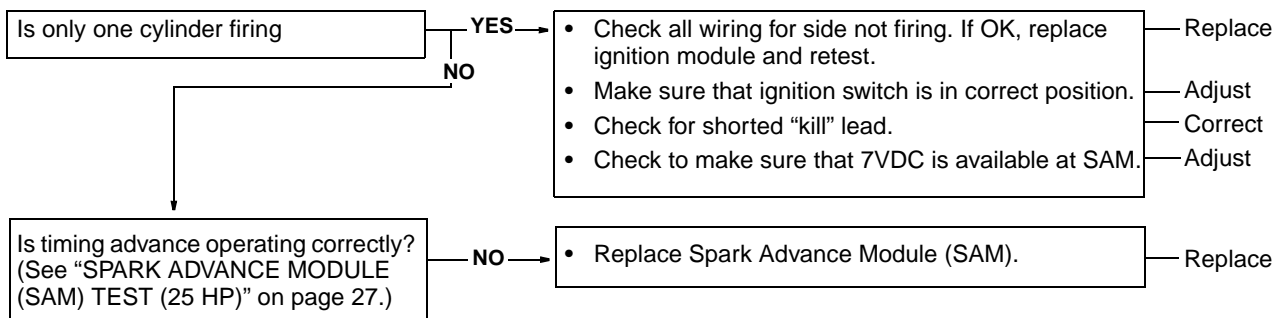 Is only one cylinder firing
YES
NO
• Check all wiring for side not firing. If OK, replace
ignition module and retest.
Replace
• Make sure that ignition switch is in correct position.
Adjust
• Check for shorted “kill” lead.
Correct
• Check to make sure that 7VDC is available at SAM.
Adjust
Is timing advance operating correctly?
(See “SPARK ADVANCE MODULE
(SAM) TEST (25 HP)” on page 27.)
NO
• Replace Spark Advance Module (SAM).
Replace